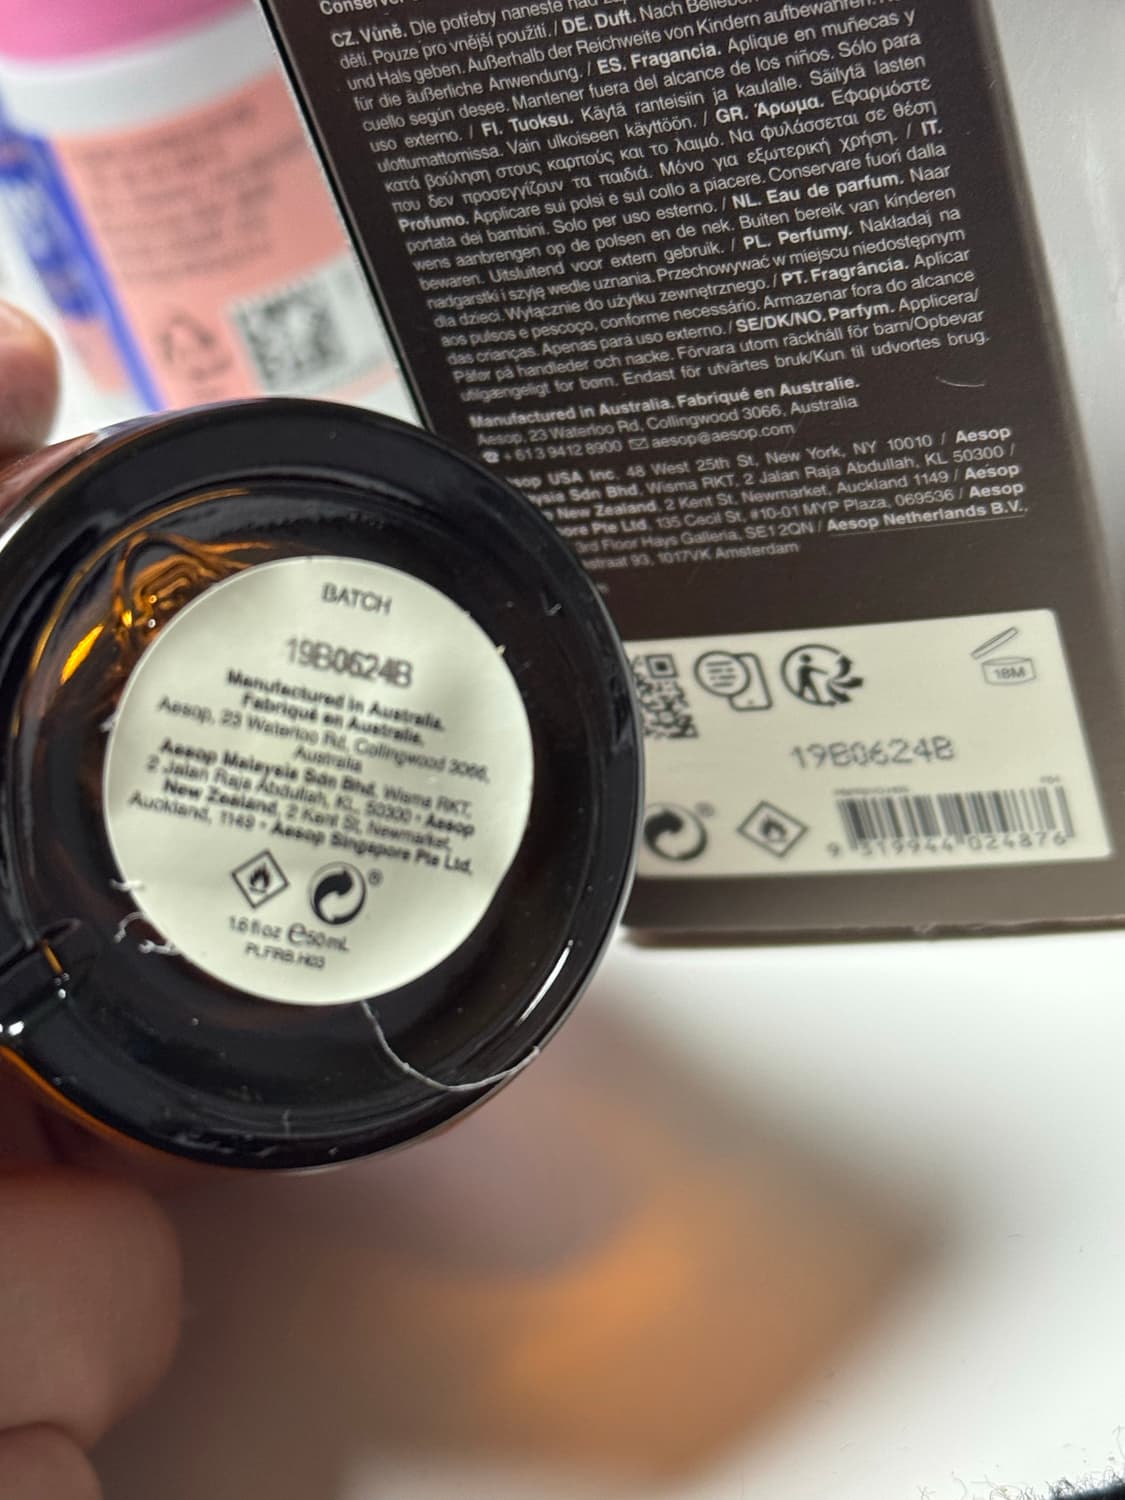 CZ. Vůně. Dle potřeby naneste
děti. Pouze pro vnější použití. / DE. Duft. Nach
und Hals geben. Außerhalb der Reichweite von Kindern aufbewahren.
für die äußerliche Anwendung. / ES. Fragancia. Aplique en muñecas y
cuello según desee. Mantener fuera del alcance de los niños. Sólo para
uso externo. / FI. Tuoksu. Käytä ranteisiin ja kaulalle. Säilytä lasten
ulottumattomissa. Vain ulkoiseen käyttöön. / GR. Άρωμα. Εφαρμόστε
κατά βούληση στους καρπούς και το λαιμό. Να φυλάσσεται σε θέση
που δεν προσεγγίζουν τα παιδιά. Μόνο για εξωτερική χρήση. / IT.
Profumo. Applicare sui polsi e sul collo a piacere. Conservare fuori dalla
portata dei bambini. Solo per uso esterno. / NL. Eau de parfum. Naar
wens aanbrengen op de polsen en de nek. Buiten bereik van kinderen
bewaren. Uitsluitend voor extern gebruik. / PL. Perfumy. Nakładaj na
nadgarstki i szyję wedle uznania. Przechowywać w miejscu niedostępnym
dla dzieci. Wyłącznie do użytku zewnętrznego. / PT. Fragrância. Aplicar
aos pulsos e pescoço, conforme necessário. Armazenar fora do alcance
das crianças. Apenas para uso externo. / SE/DK/NO. Parfym. Applicera/
Påfør på handleder och nacke. Förvara utom räckhåll för barn/Opbevar
utilgængeligt for børn. Endast för utvärtes bruk/Kun til udvortes brug.
Manufactured in Australia. Fabriqué en Australie.
Aesop, 23 Waterloo Rd, Collingwood 3066, Australia
+61 3 9412 8900 aesop@aesop.com
USA Inc, 48 West 25th St, New York, NY 10010 / Aesop
Sdn Bhd, Wisma RKT, 2 Jalan Raja Abdullah, KL 50300 /
New Zealand, 2 Kent St, Newmarket, Auckland 1149 / Aesop
Pte Ltd, 135 Cecil St, #10-01 MYP Plaza, 069536 / Aesop
3rd Floor Hays Galleria, SE1 2QN / Aesop Netherlands B.V.,
93, 1017VK Amsterdam
18M
19B0624B
9 319944 024876
BATCH
19B0624B
Manufactured in Australia.
Fabriqué en Australie.
Aesop, 23 Waterloo Rd, Collingwood 3066,
Australia
Aesop Malaysia Sdn Bhd, Wisma RKT,
2 Jalan Raja Abdullah, KL 50300 • Aesop
New Zealand, 2 Kent St, Newmarket,
Auckland, 1149 • Aesop Singapore Pte Ltd,
1.6 fl oz ℮50 mL
PLFRB.H03